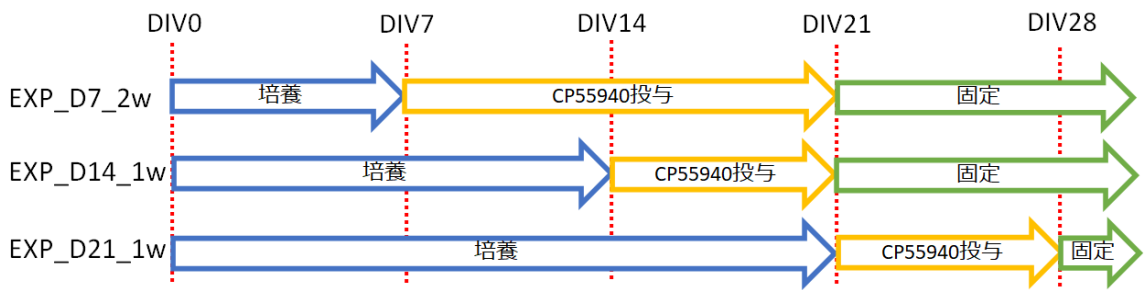 DIV0 DIV7 DIV14 DIV21 DIV28
EXP_D7_2w 培養 CP55940投与 固定
EXP_D14_1w 培養 CP55940投与 固定
EXP_D21_1w 培養 CP55940投与 固定